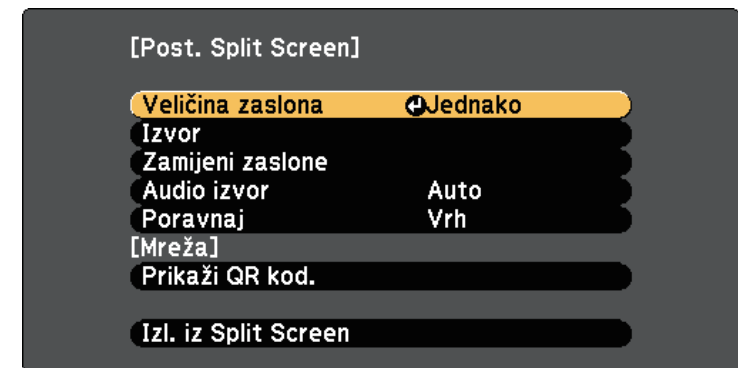 [Post. Split Screen]
Veličina zaslona Jednako
Izvor
Zamijeni zaslone
Audio izvor Auto
Poravnaj Vrh
[Mreža]
Prikaži QR kod.
Izl. iz Split Screen